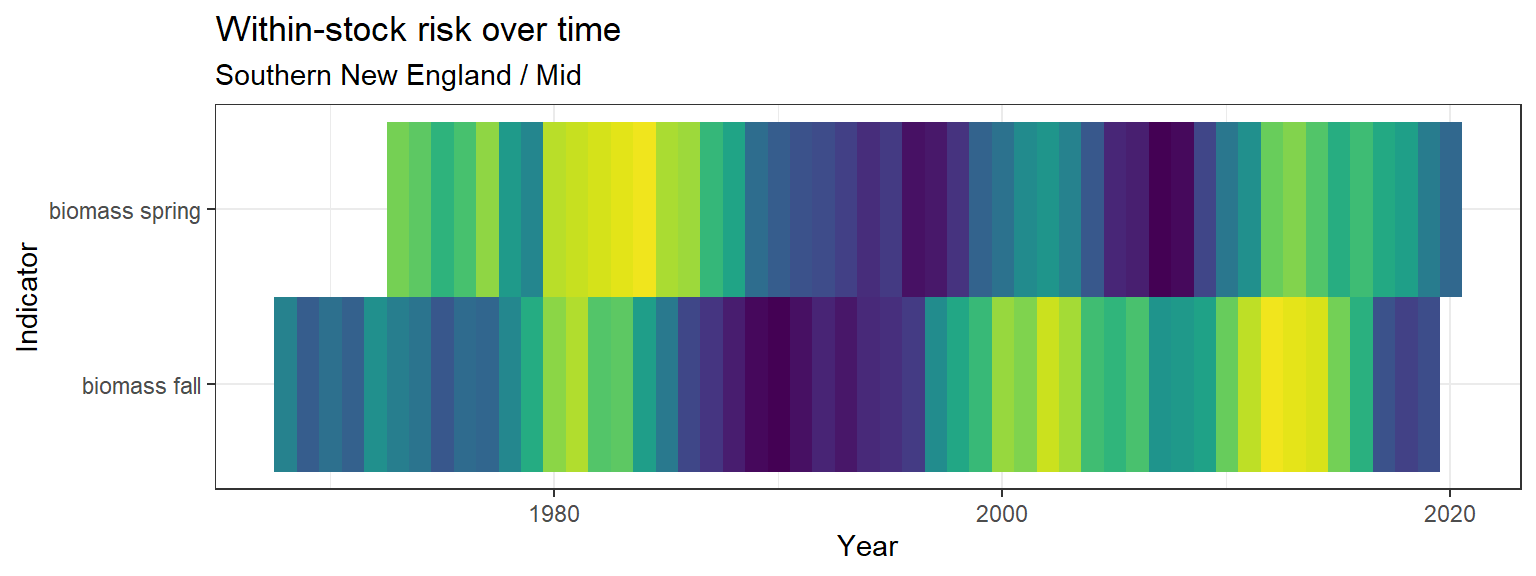 Within-stock risk over time
Southern New England / Mid
Indicator
biomass spring
biomass fall
1980
2000
2020
Year